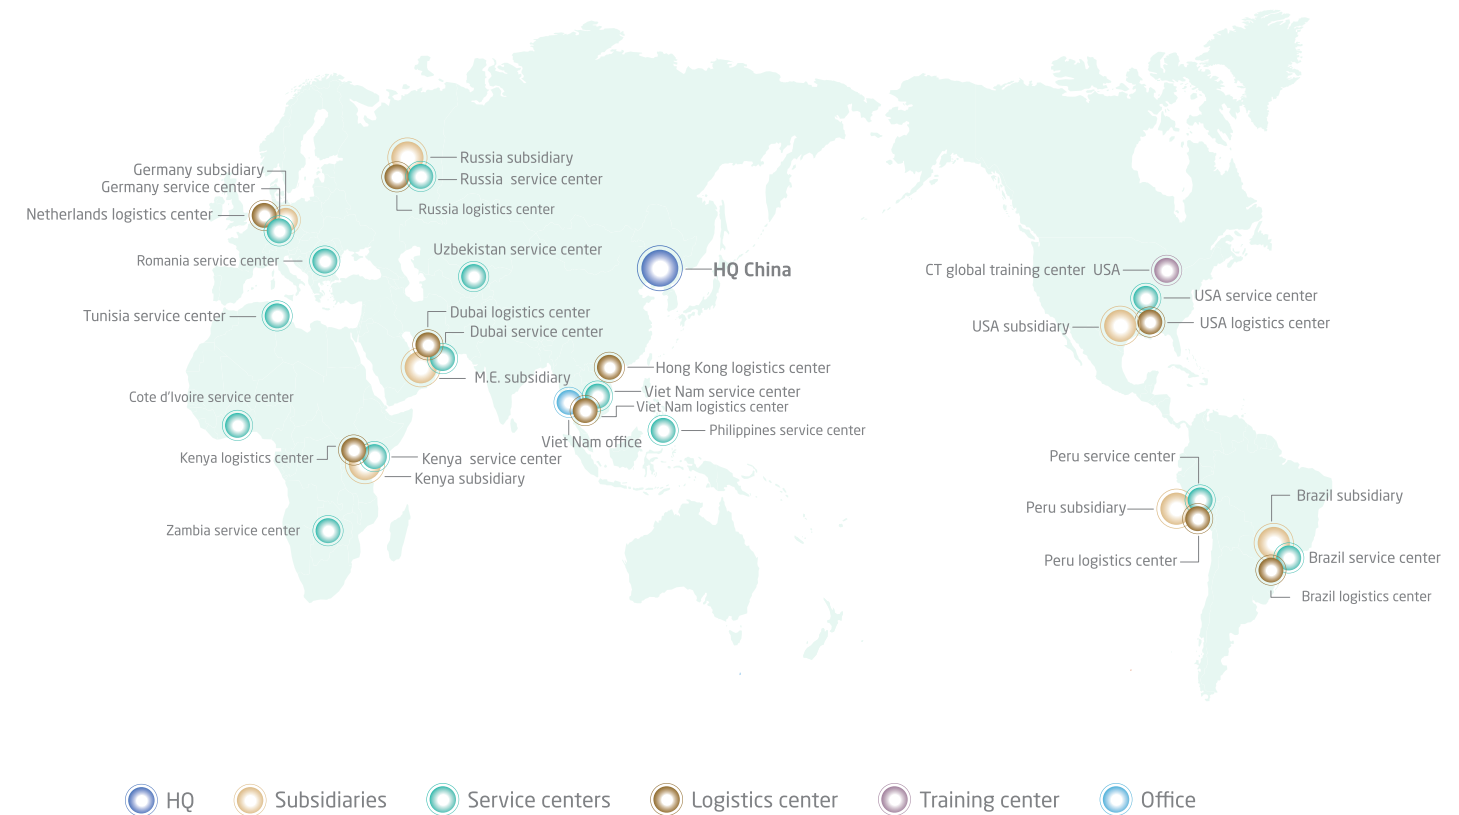 Germany subsidiary
Germany service center
Netherlands logistics center
Romania service center
Tunisia service center
Cote d'Ivoire service center
Kenya logistics center
Kenya service center
Kenya subsidiary
Zambia service center
Russia subsidiary
Russia service center
Russia logistics center
Uzbekistan service center
HQ China
Dubai logistics center
Dubai service center
M.E. subsidiary
Hong Kong logistics center
Viet Nam service center
Viet Nam logistics center
Viet Nam office
Philippines service center
CT global training center USA
USA service center
USA subsidiary
USA logistics center
Peru service center
Peru subsidiary
Peru logistics center
Brazil subsidiary
Brazil service center
Brazil logistics center
HQ
Subsidiaries
Service centers
Logistics center
Training center
Office